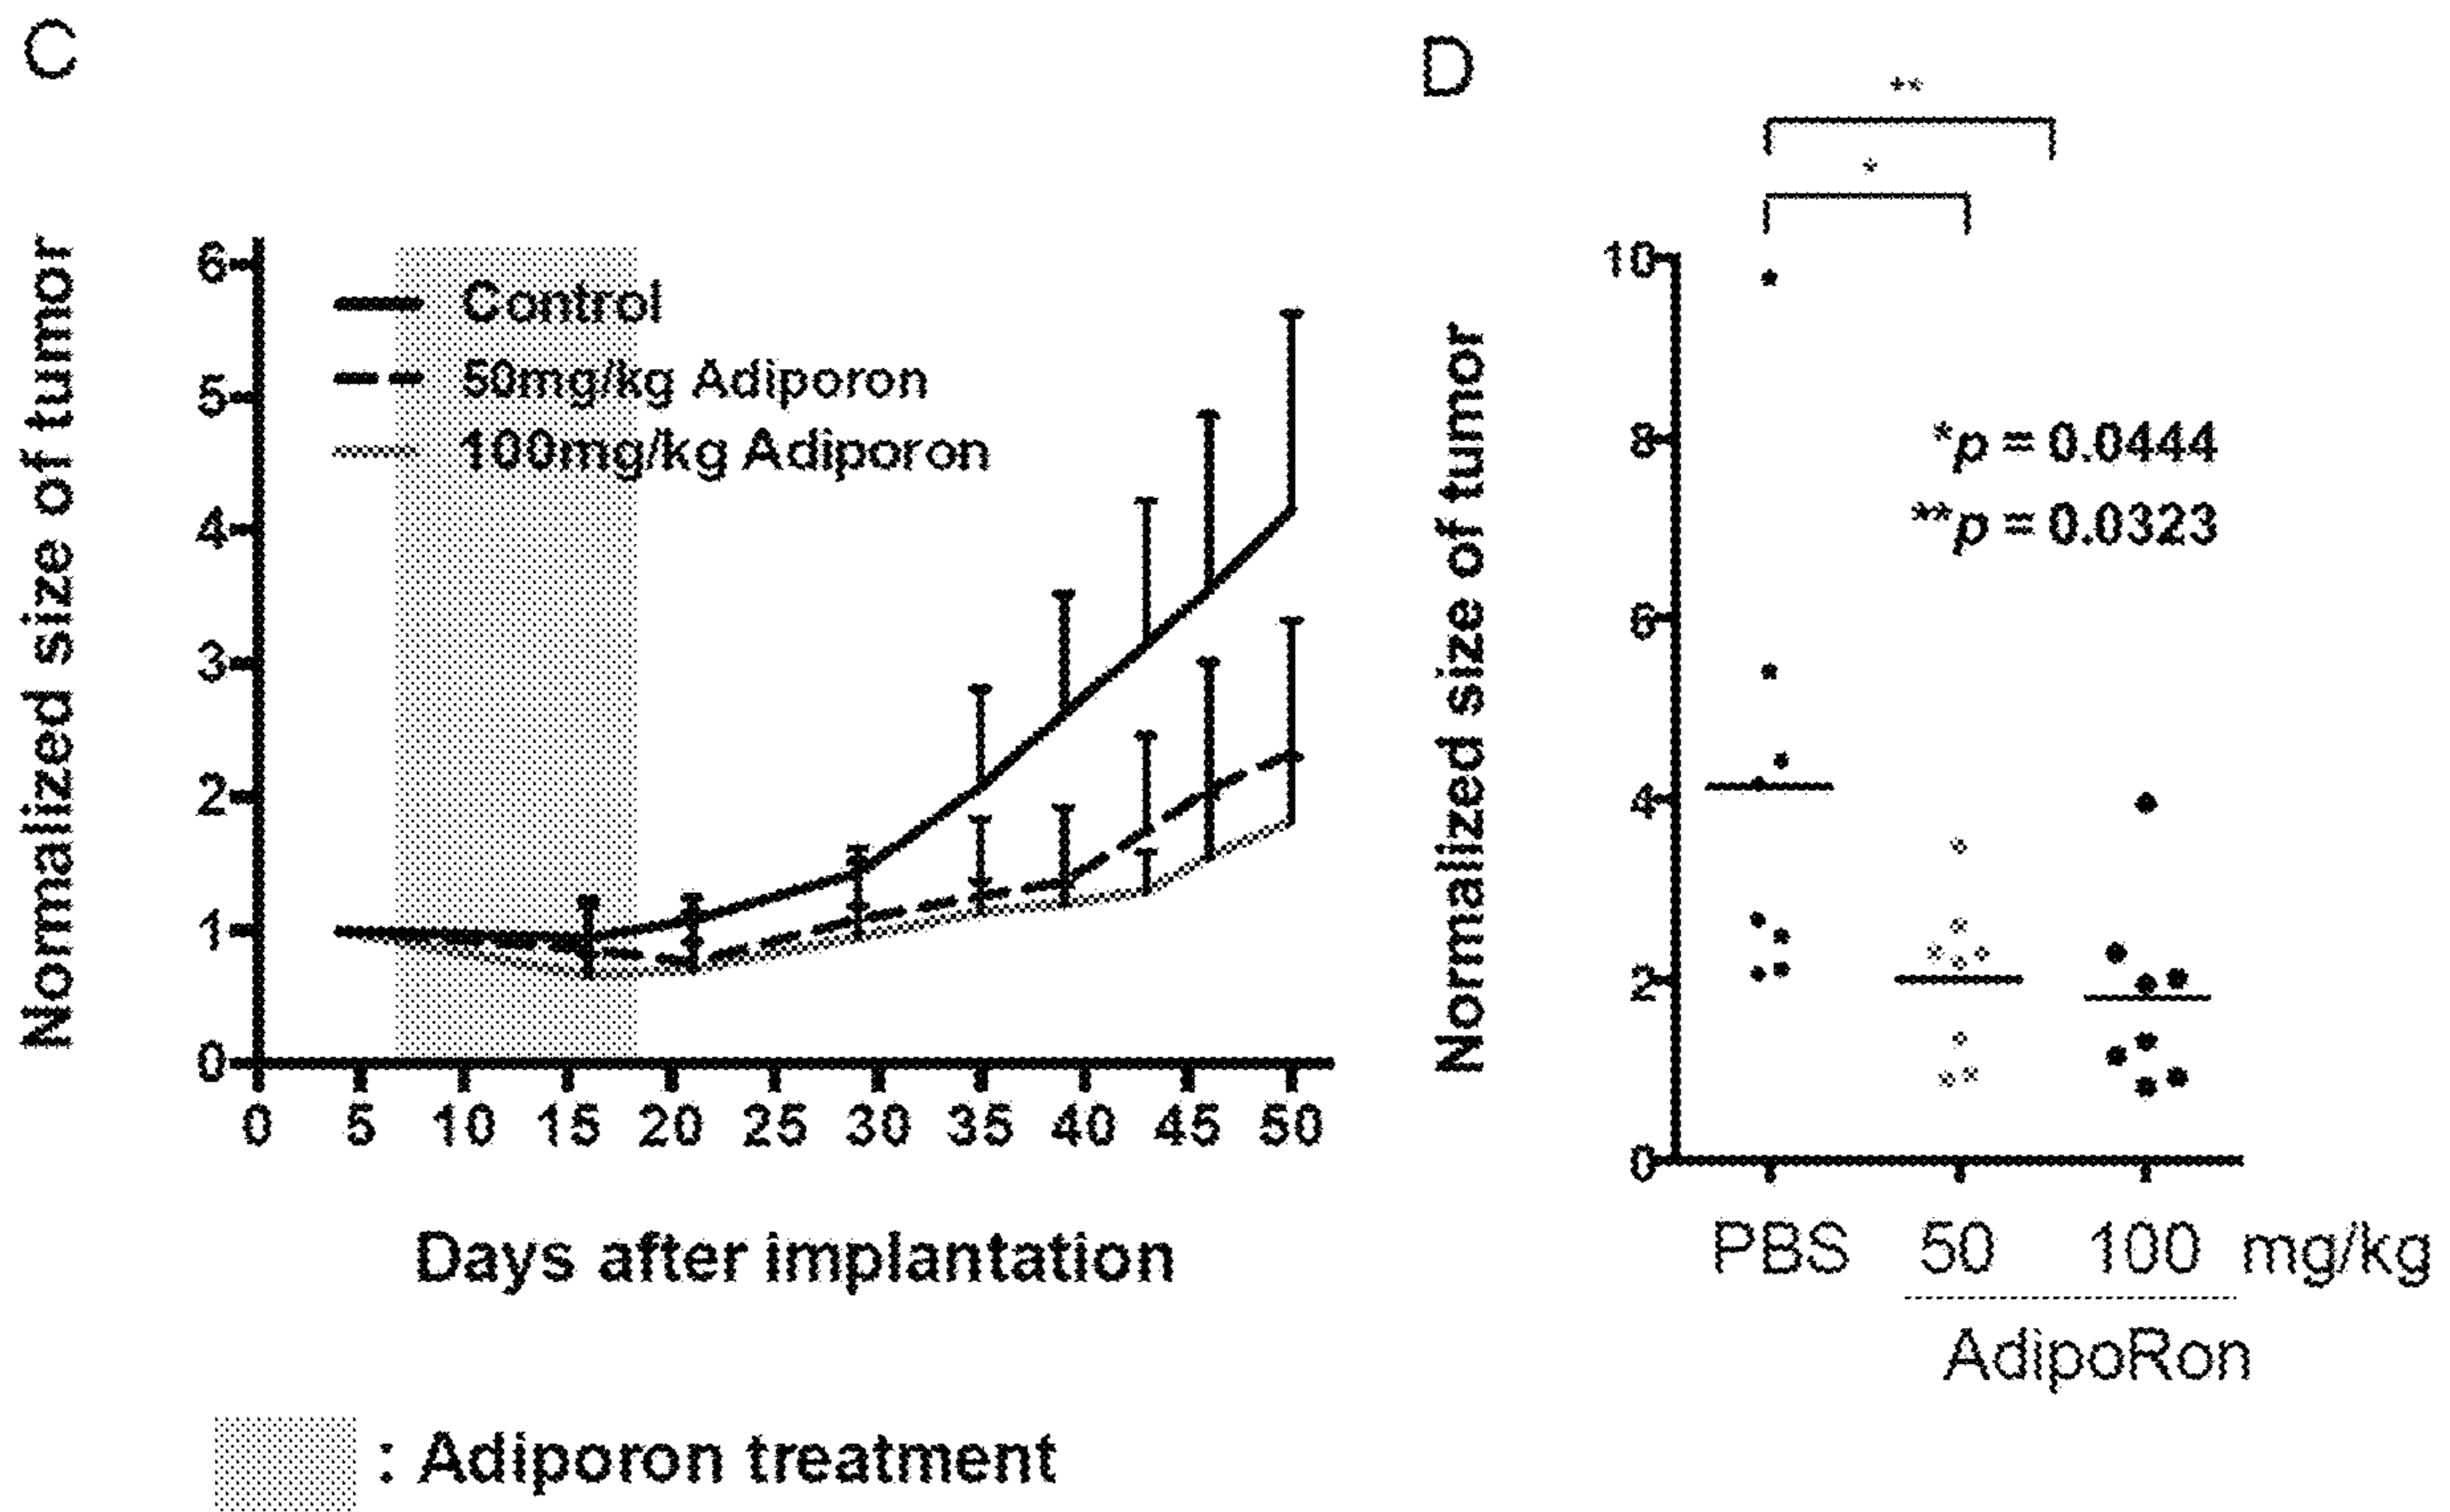 C
Normalized size of tumor
6
5
4
3
2
1
0
Control
50mg/kg Adiporon
100mg/kg Adiporon
0 5 10 15 20 25 30 35 40 45 50
Days after implantation
: Adiporon treatment
D
**
*
Normalized size of tumor
10
8
6
4
2
0
*p = 0.0444
**p = 0.0323
PBS 50 100 mg/kg
AdipoRon